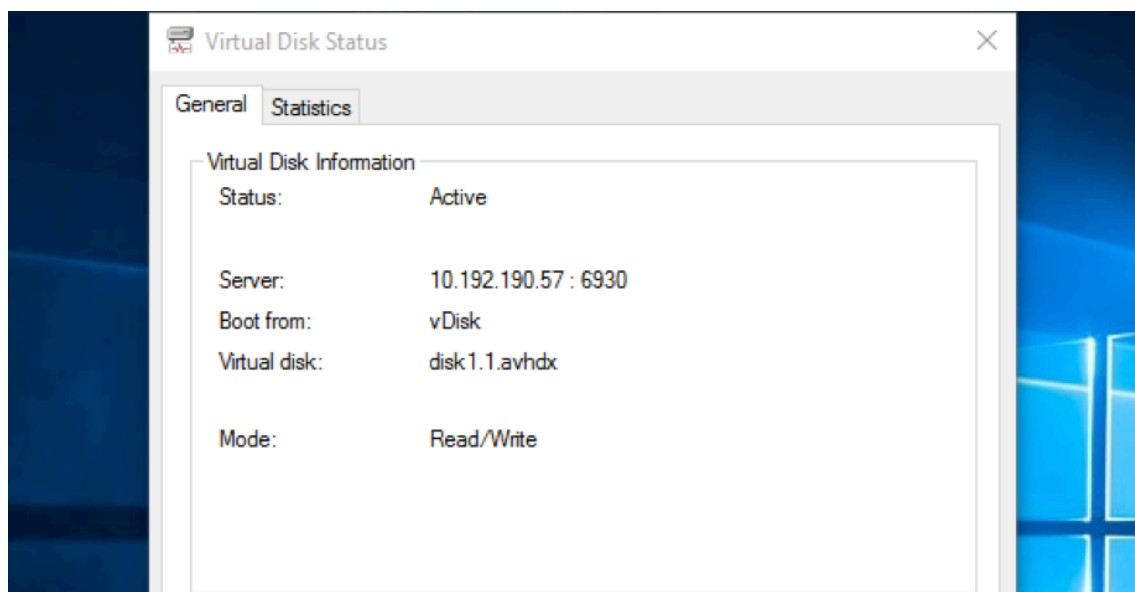 Virtual Disk Status
General Statistics
Virtual Disk Information
Status: Active
Server: 10.192.190.57 : 6930
Boot from: vDisk
Virtual disk: disk1.1.avhdx
Mode: Read/Write